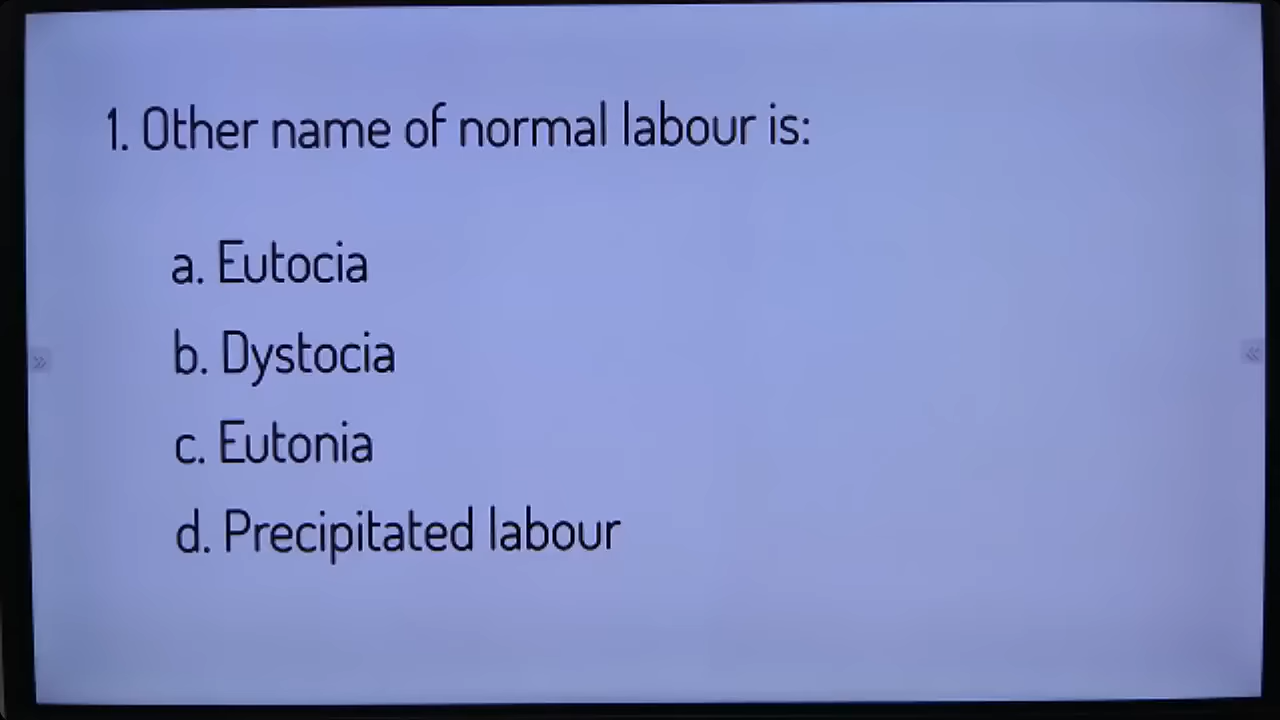 1. Other name of normal labour is:
a. Eutocia
b. Dystocia
c. Eutonia
d. Precipitated labour